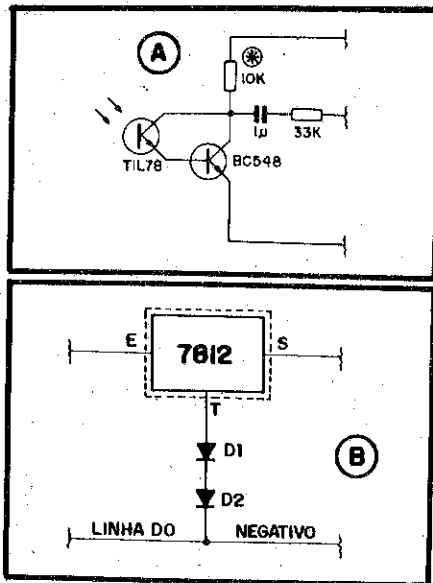 A
✱
10K
1µ
33K
TIL78
BC548
E
7812
S
T
D1
B
D2
LINHA DO NEGATIVO